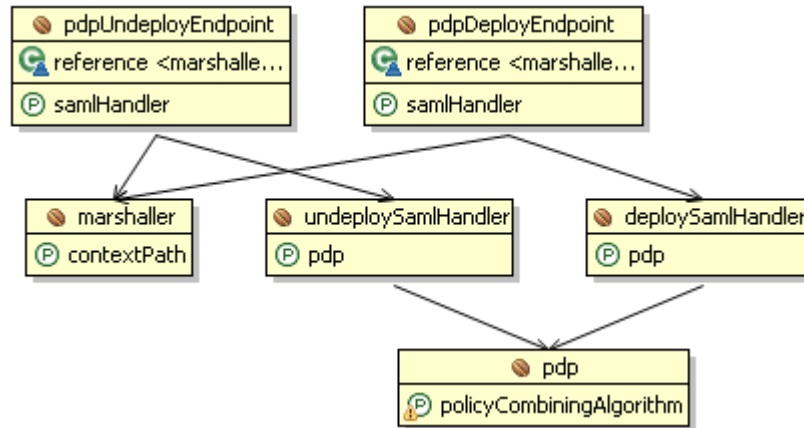 pdpUndeployEndpoint
reference <marshalle...
P samlHandler
pdpDeployEndpoint
reference <marshalle...
P samlHandler
marshaller
P contextPath
undeploySamlHandler
P pdp
deploySamlHandler
P pdp
pdp
P policyCombiningAlgorithm